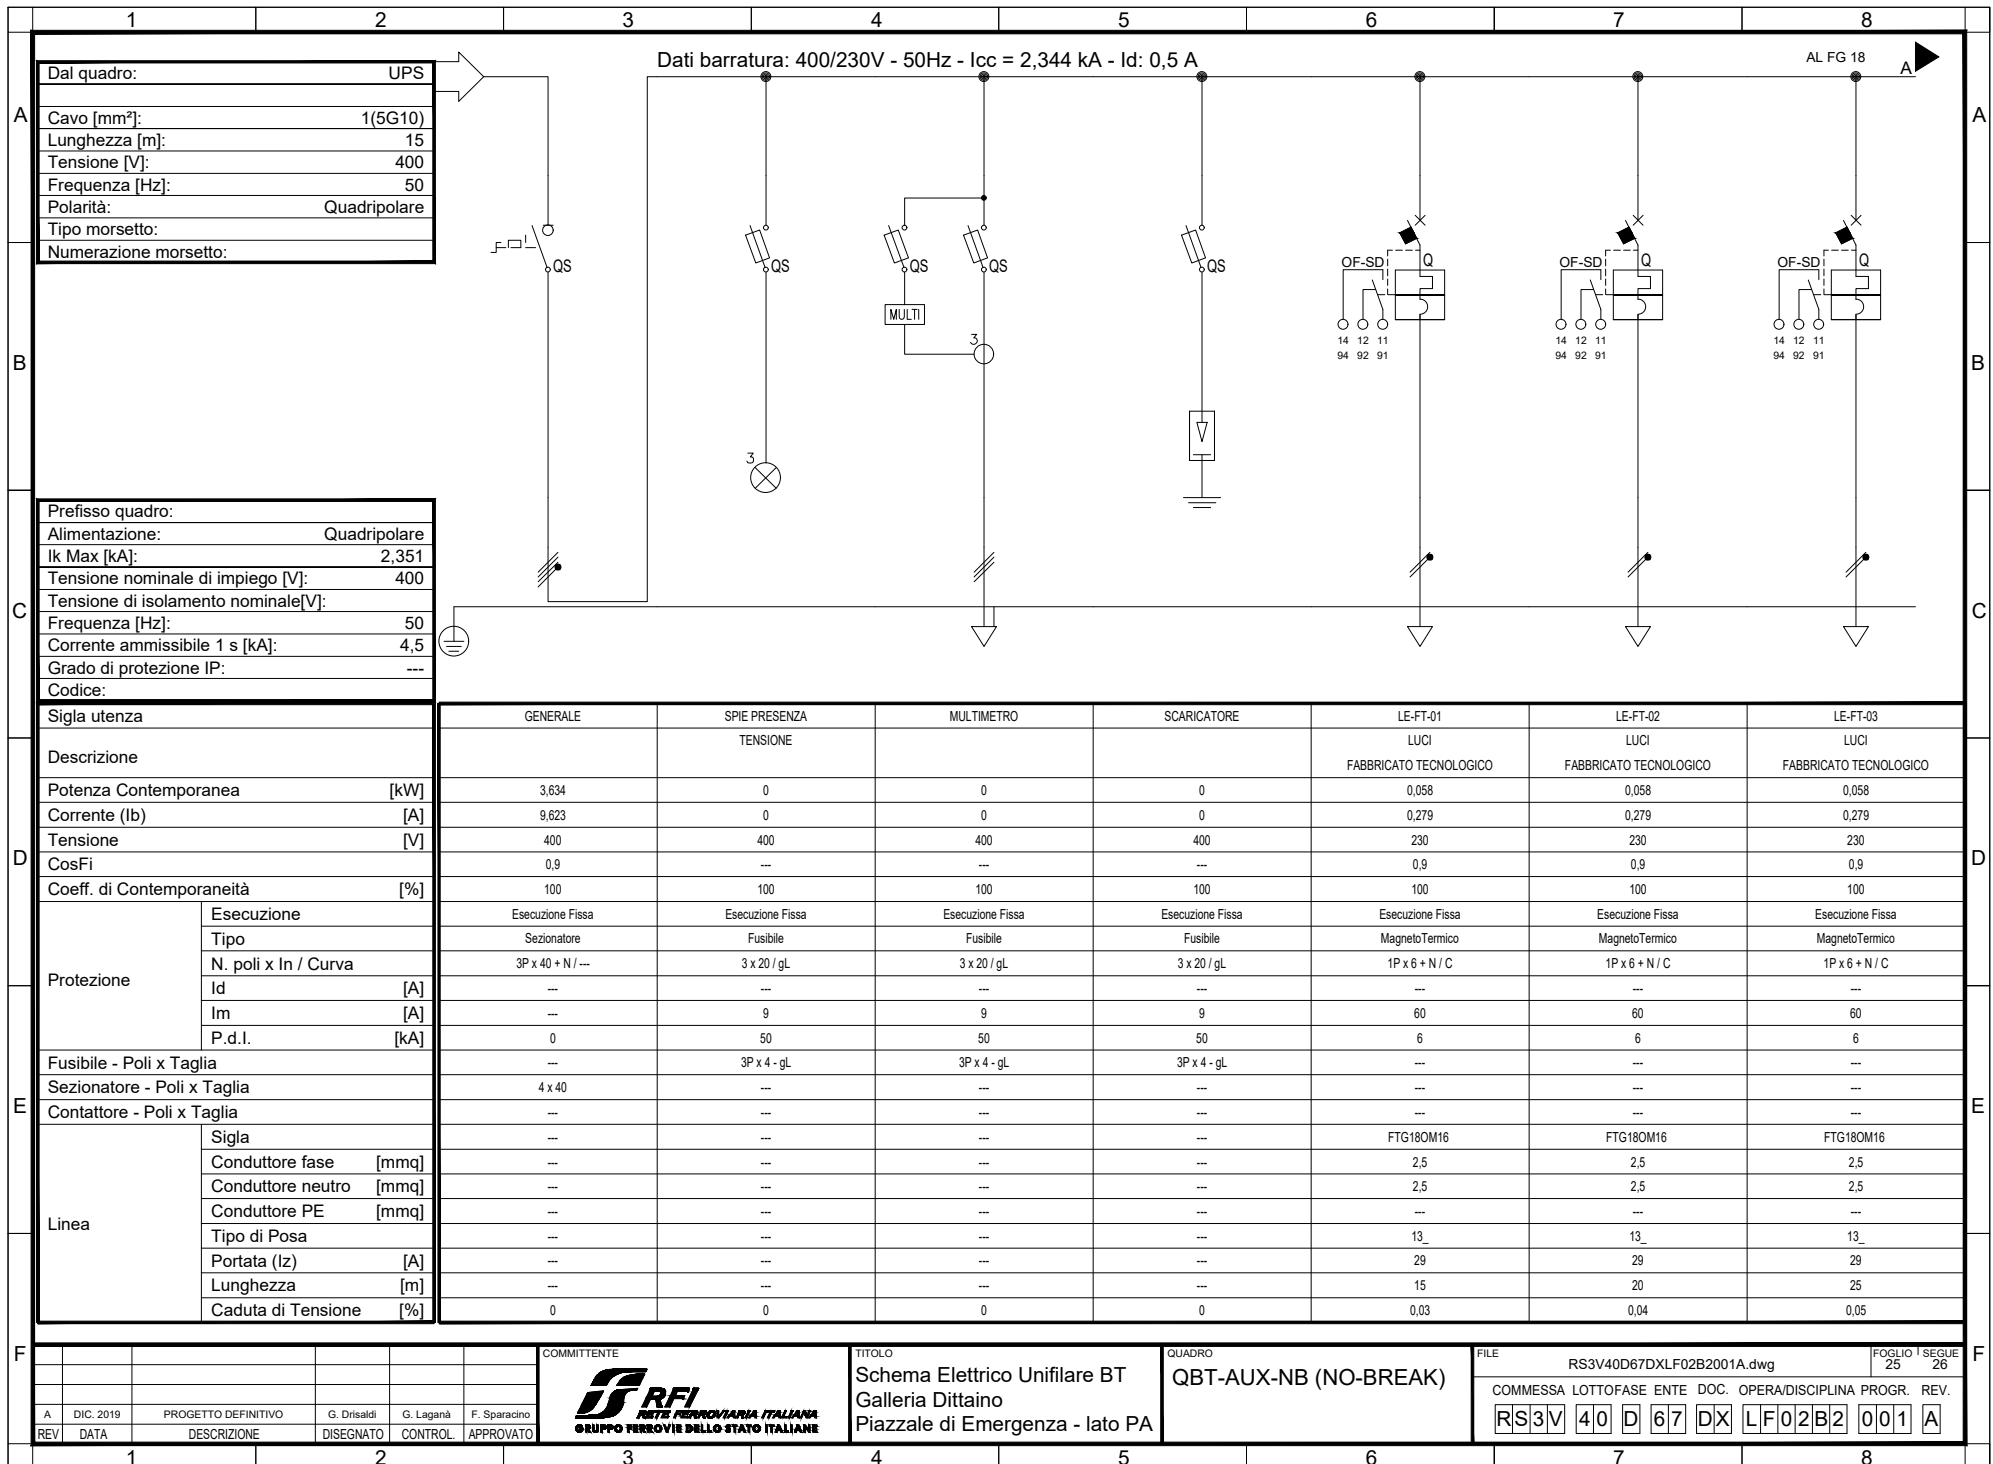 1 2 3 4 5 6 7 8
Dati barratura: 400/230V - 50Hz - Icc = 2,344 kA - Id: 0,5 A
AL FG 18 A
A A
Dal quadro: UPS
Cavo [mm²]: 1(5G10)
Lunghezza [m]: 15
Tensione [V]: 400
Frequenza [Hz]: 50
Polarità: Quadripolare
Tipo morsetto:
Numerazione morsetto:
QS QS QS QS QS
OF-SD Q OF-SD Q OF-SD Q
MULTI
14 12 11 14 12 11 14 12 11
94 92 91 94 92 91 94 92 91
3
B B
3
Prefisso quadro:
Alimentazione: Quadripolare
Ik Max [kA]: 2,351
Tensione nominale di impiego [V]: 400
Tensione di isolamento nominale[V]:
C C
Frequenza [Hz]: 50
Corrente ammissibile 1 s [kA]: 4,5
Grado di protezione IP: ---
Codice:
Sigla utenza GENERALE SPIE PRESENZA MULTIMETRO SCARICATORE LE-FT-01 LE-FT-02 LE-FT-03
Descrizione TENSIONE LUCI LUCI LUCI
FABBRICATO TECNOLOGICO FABBRICATO TECNOLOGICO FABBRICATO TECNOLOGICO
Potenza Contemporanea [kW] 3,634 0 0 0 0,058 0,058 0,058
Corrente (Ib) [A] 9,623 0 0 0 0,279 0,279 0,279
Tensione [V] 400 400 400 400 230 230 230
D D
CosFi 0,9 --- --- --- 0,9 0,9 0,9
Coeff. di Contemporaneità [%] 100 100 100 100 100 100 100
Protezione
Esecuzione Esecuzione Fissa Esecuzione Fissa Esecuzione Fissa Esecuzione Fissa Esecuzione Fissa Esecuzione Fissa Esecuzione Fissa
Tipo Sezionatore Fusibile Fusibile Fusibile MagnetoTermico MagnetoTermico MagnetoTermico
N. poli x In / Curva 3P x 40 + N / --- 3 x 20 / gL 3 x 20 / gL 3 x 20 / gL 1P x 6 + N / C 1P x 6 + N / C 1P x 6 + N / C
Id [A] --- --- --- --- --- --- ---
Im [A] --- 9 9 9 60 60 60
P.d.I. [kA] 0 50 50 50 6 6 6
Fusibile - Poli x Taglia --- 3P x 4 - gL 3P x 4 - gL 3P x 4 - gL --- --- ---
Sezionatore - Poli x Taglia 4 x 40 --- --- --- --- --- ---
E E
Contattore - Poli x Taglia --- --- --- --- --- --- ---
Linea
Sigla --- --- --- --- FTG18OM16 FTG18OM16 FTG18OM16
Conduttore fase [mmq] --- --- --- --- 2,5 2,5 2,5
Conduttore neutro [mmq] --- --- --- --- 2,5 2,5 2,5
Conduttore PE [mmq] --- --- --- --- --- --- ---
Tipo di Posa --- --- --- --- 13_ 13_ 13_
Portata (Iz) [A] --- --- --- --- 29 29 29
Lunghezza [m] --- --- --- --- 15 20 25
Caduta di Tensione [%] 0 0 0 0 0,03 0,04 0,05
F F
A DIC. 2019 PROGETTO DEFINITIVO G. Drisaldi G. Laganà F. Sparacino
REV DATA DESCRIZIONE DISEGNATO CONTROL. APPROVATO
COMMITTENTE
RFI
RETE FERROVIARIA ITALIANA
GRUPPO FERROVIE DELLO STATO ITALIANE
TITOLO
Schema Elettrico Unifilare BT
Galleria Dittaino
Piazzale di Emergenza - lato PA
QUADRO
QBT-AUX-NB (NO-BREAK)
FILE
RS3V40D67DXLF02B2001A.dwg
FOGLIO SEGUE
25 26
COMMESSA LOTTO FASE ENTE DOC. OPERA/DISCIPLINA PROGR. REV.
RS3V 40 D 67 DX LF02B2 001 A
1 2 3 4 5 6 7 8